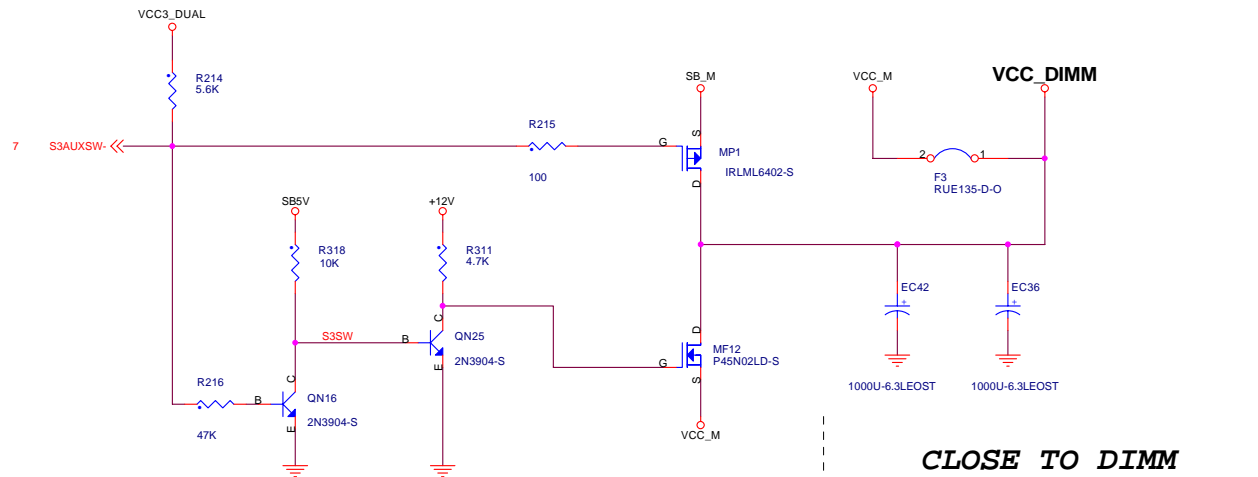 VCC3_DUAL
R214
5.6K
SB_M
VCC_M
VCC_DIMM
7 S3AUXSW-
R215
100
G
S
D
MP1
IRLML6402-S
2
1
F3
RUE135-D-O
SB5V
+12V
R318
10K
R311
4.7K
S3SW
B
C
E
QN25
2N3904-S
EC42
+
EC36
+
1000U-6.3LEOST
1000U-6.3LEOST
D
G
S
MF12
P45N02LD-S
VCC_M
R216
47K
B
C
E
QN16
2N3904-S
CLOSE TO DIMM